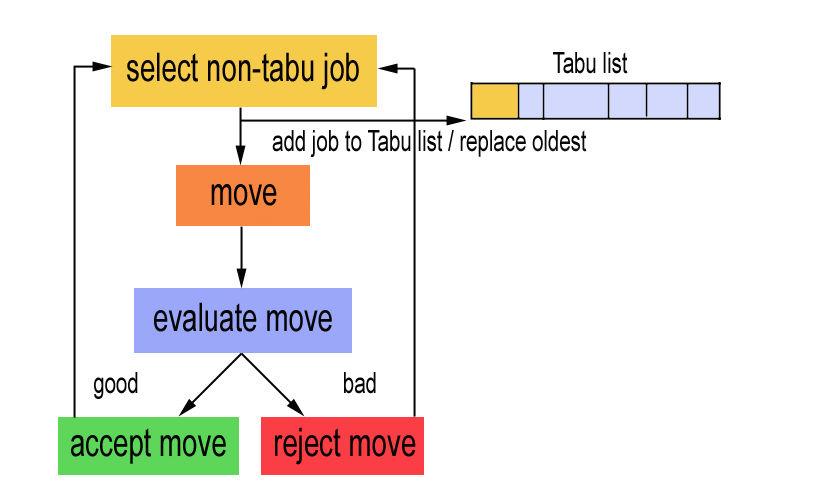 select non-tabu job
Tabu list
add job to Tabu list / replace oldest
move
evaluate move
good
bad
accept move
reject move